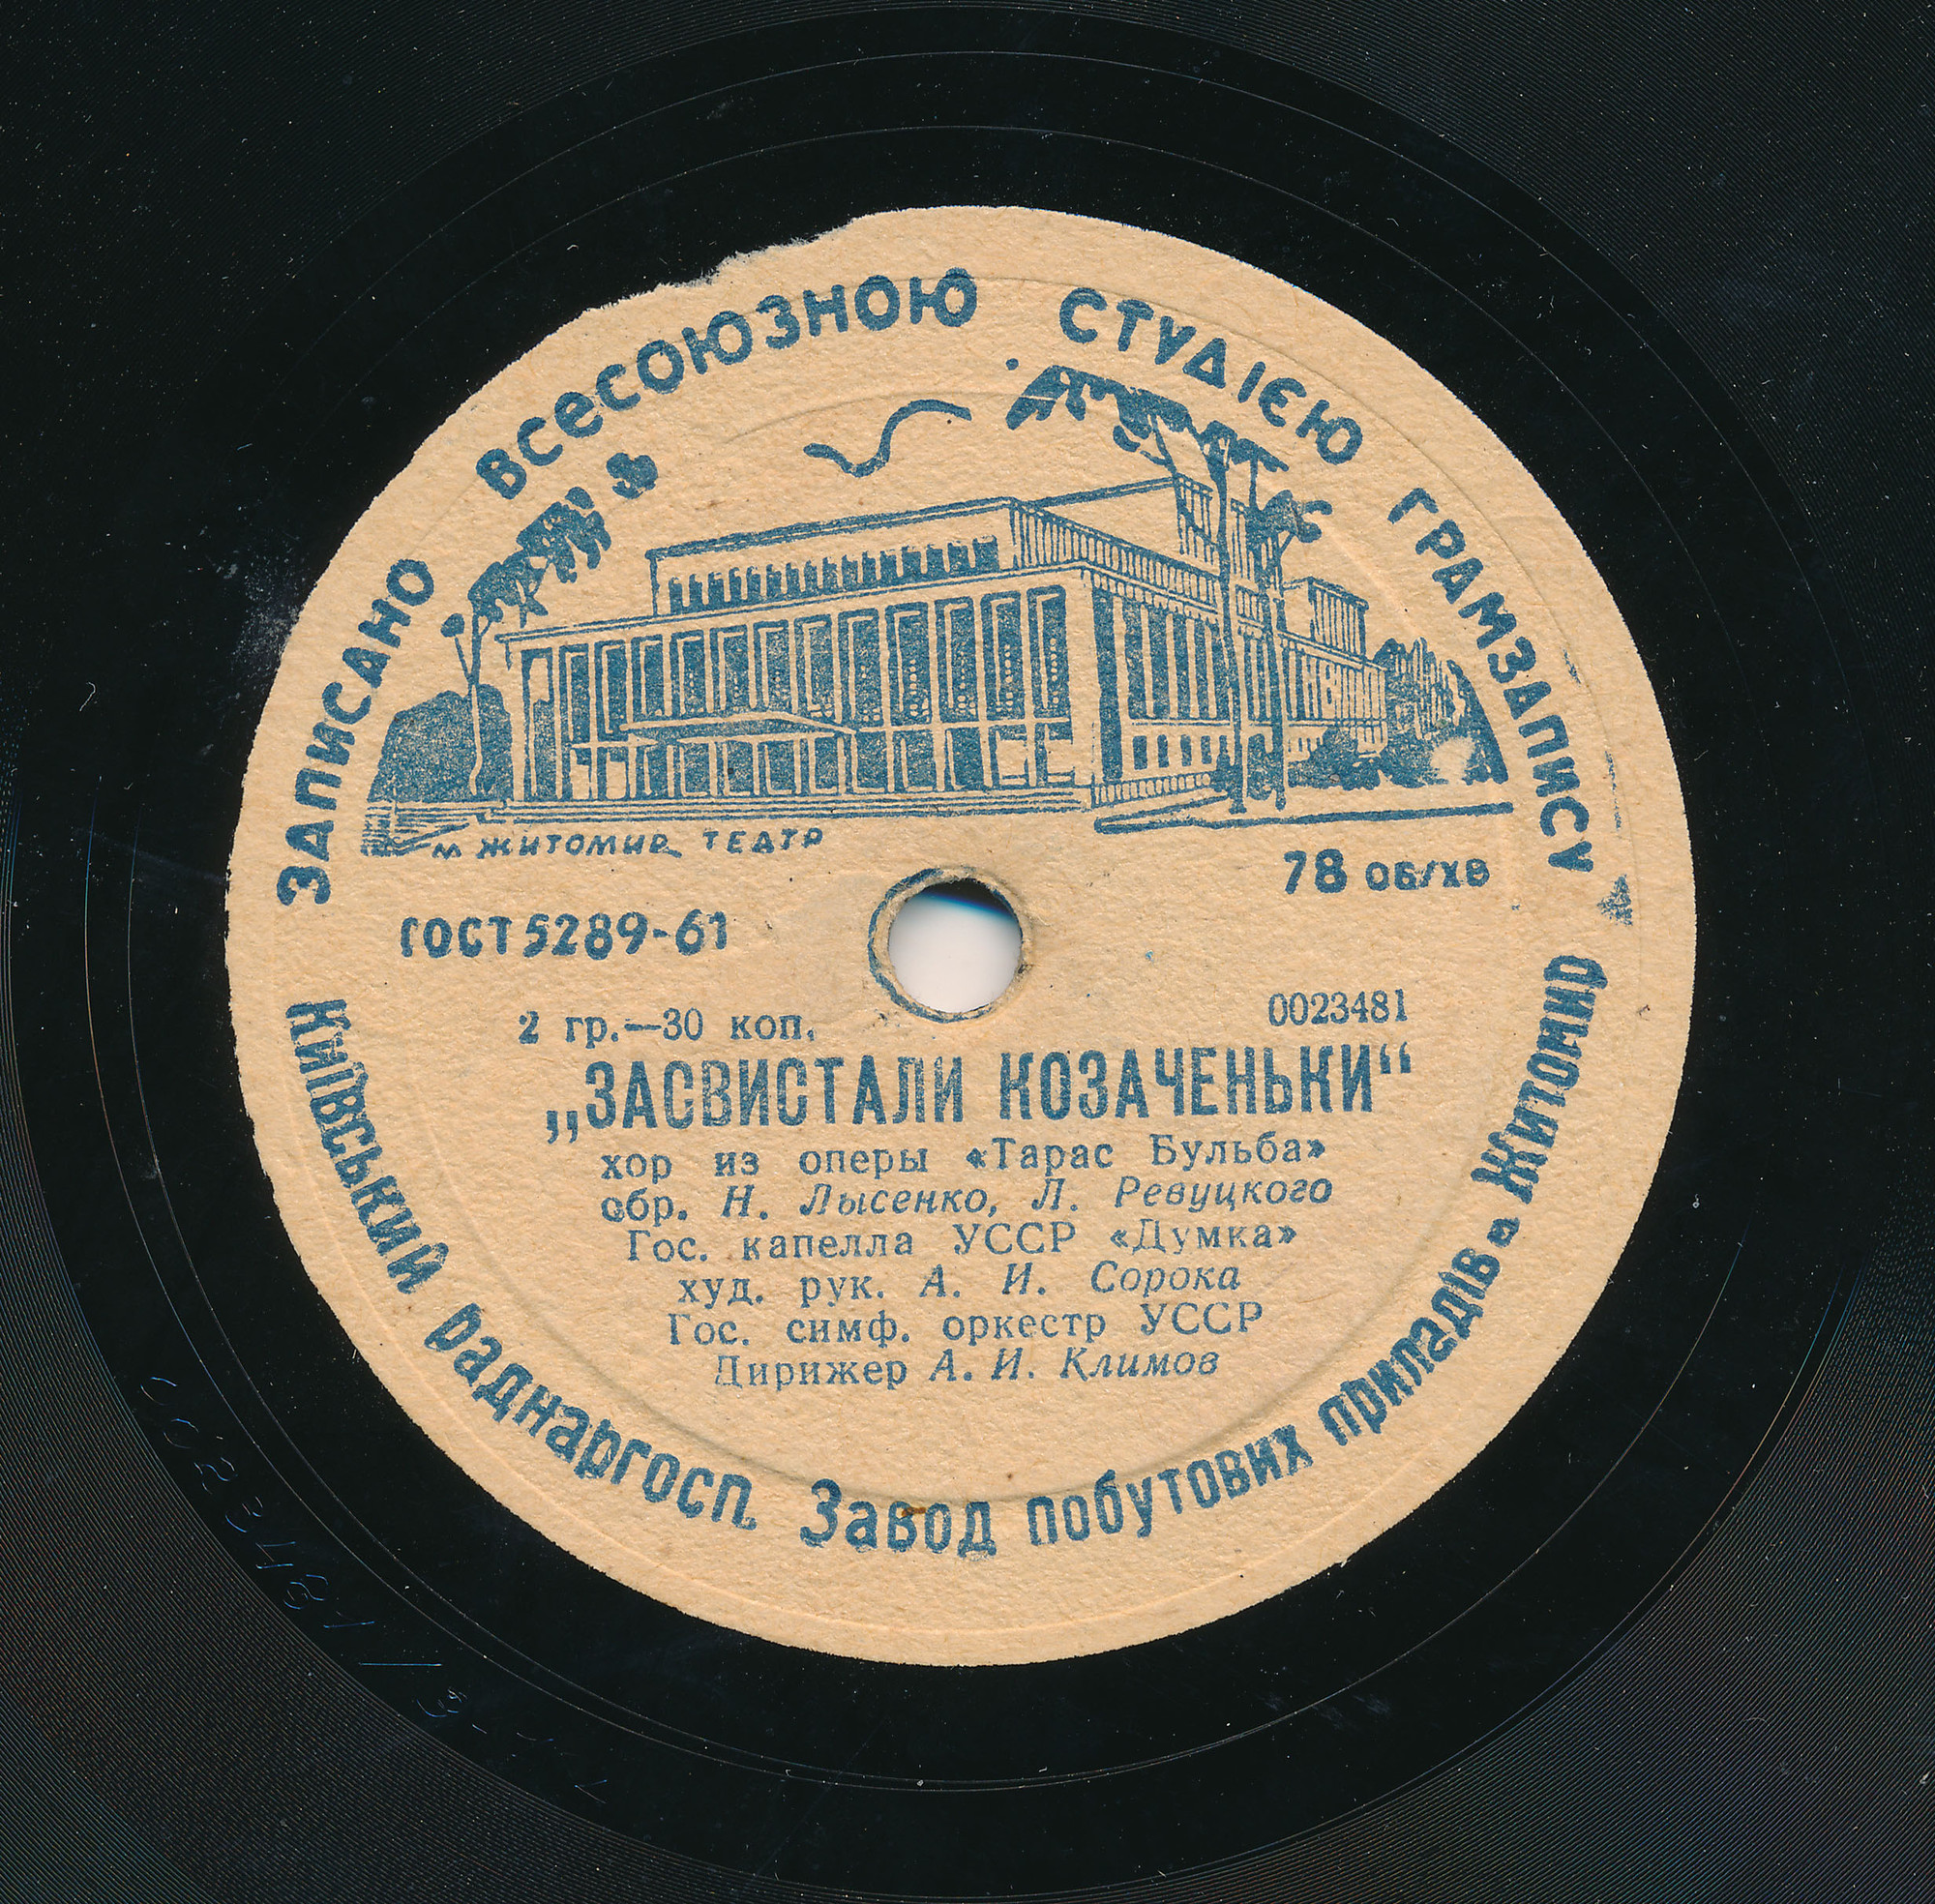 ЗАПИСАНО ВСЕСОЮЗНОЮ СТУДІЄЮ ГРАМЗАПИСУ
м ЖИТОМИР ТЕАТР
78 ОБ/ХВ
ГОСТ 5289-61
2 гр.—30 коп.
0023481
„ЗАСВИСТАЛИ КОЗАЧЕНЬКИ“
хор из оперы «Тарас Бульба»
обр. Н. Лысенко, Л. Ревуцкого
Гос. капелла УССР «Думка»
худ. рук. А. И. Сорока
Гос. симф. оркестр УССР
Дирижер А. И. Климов
Київський раднаргосп. Завод побутових приладів м Житомир